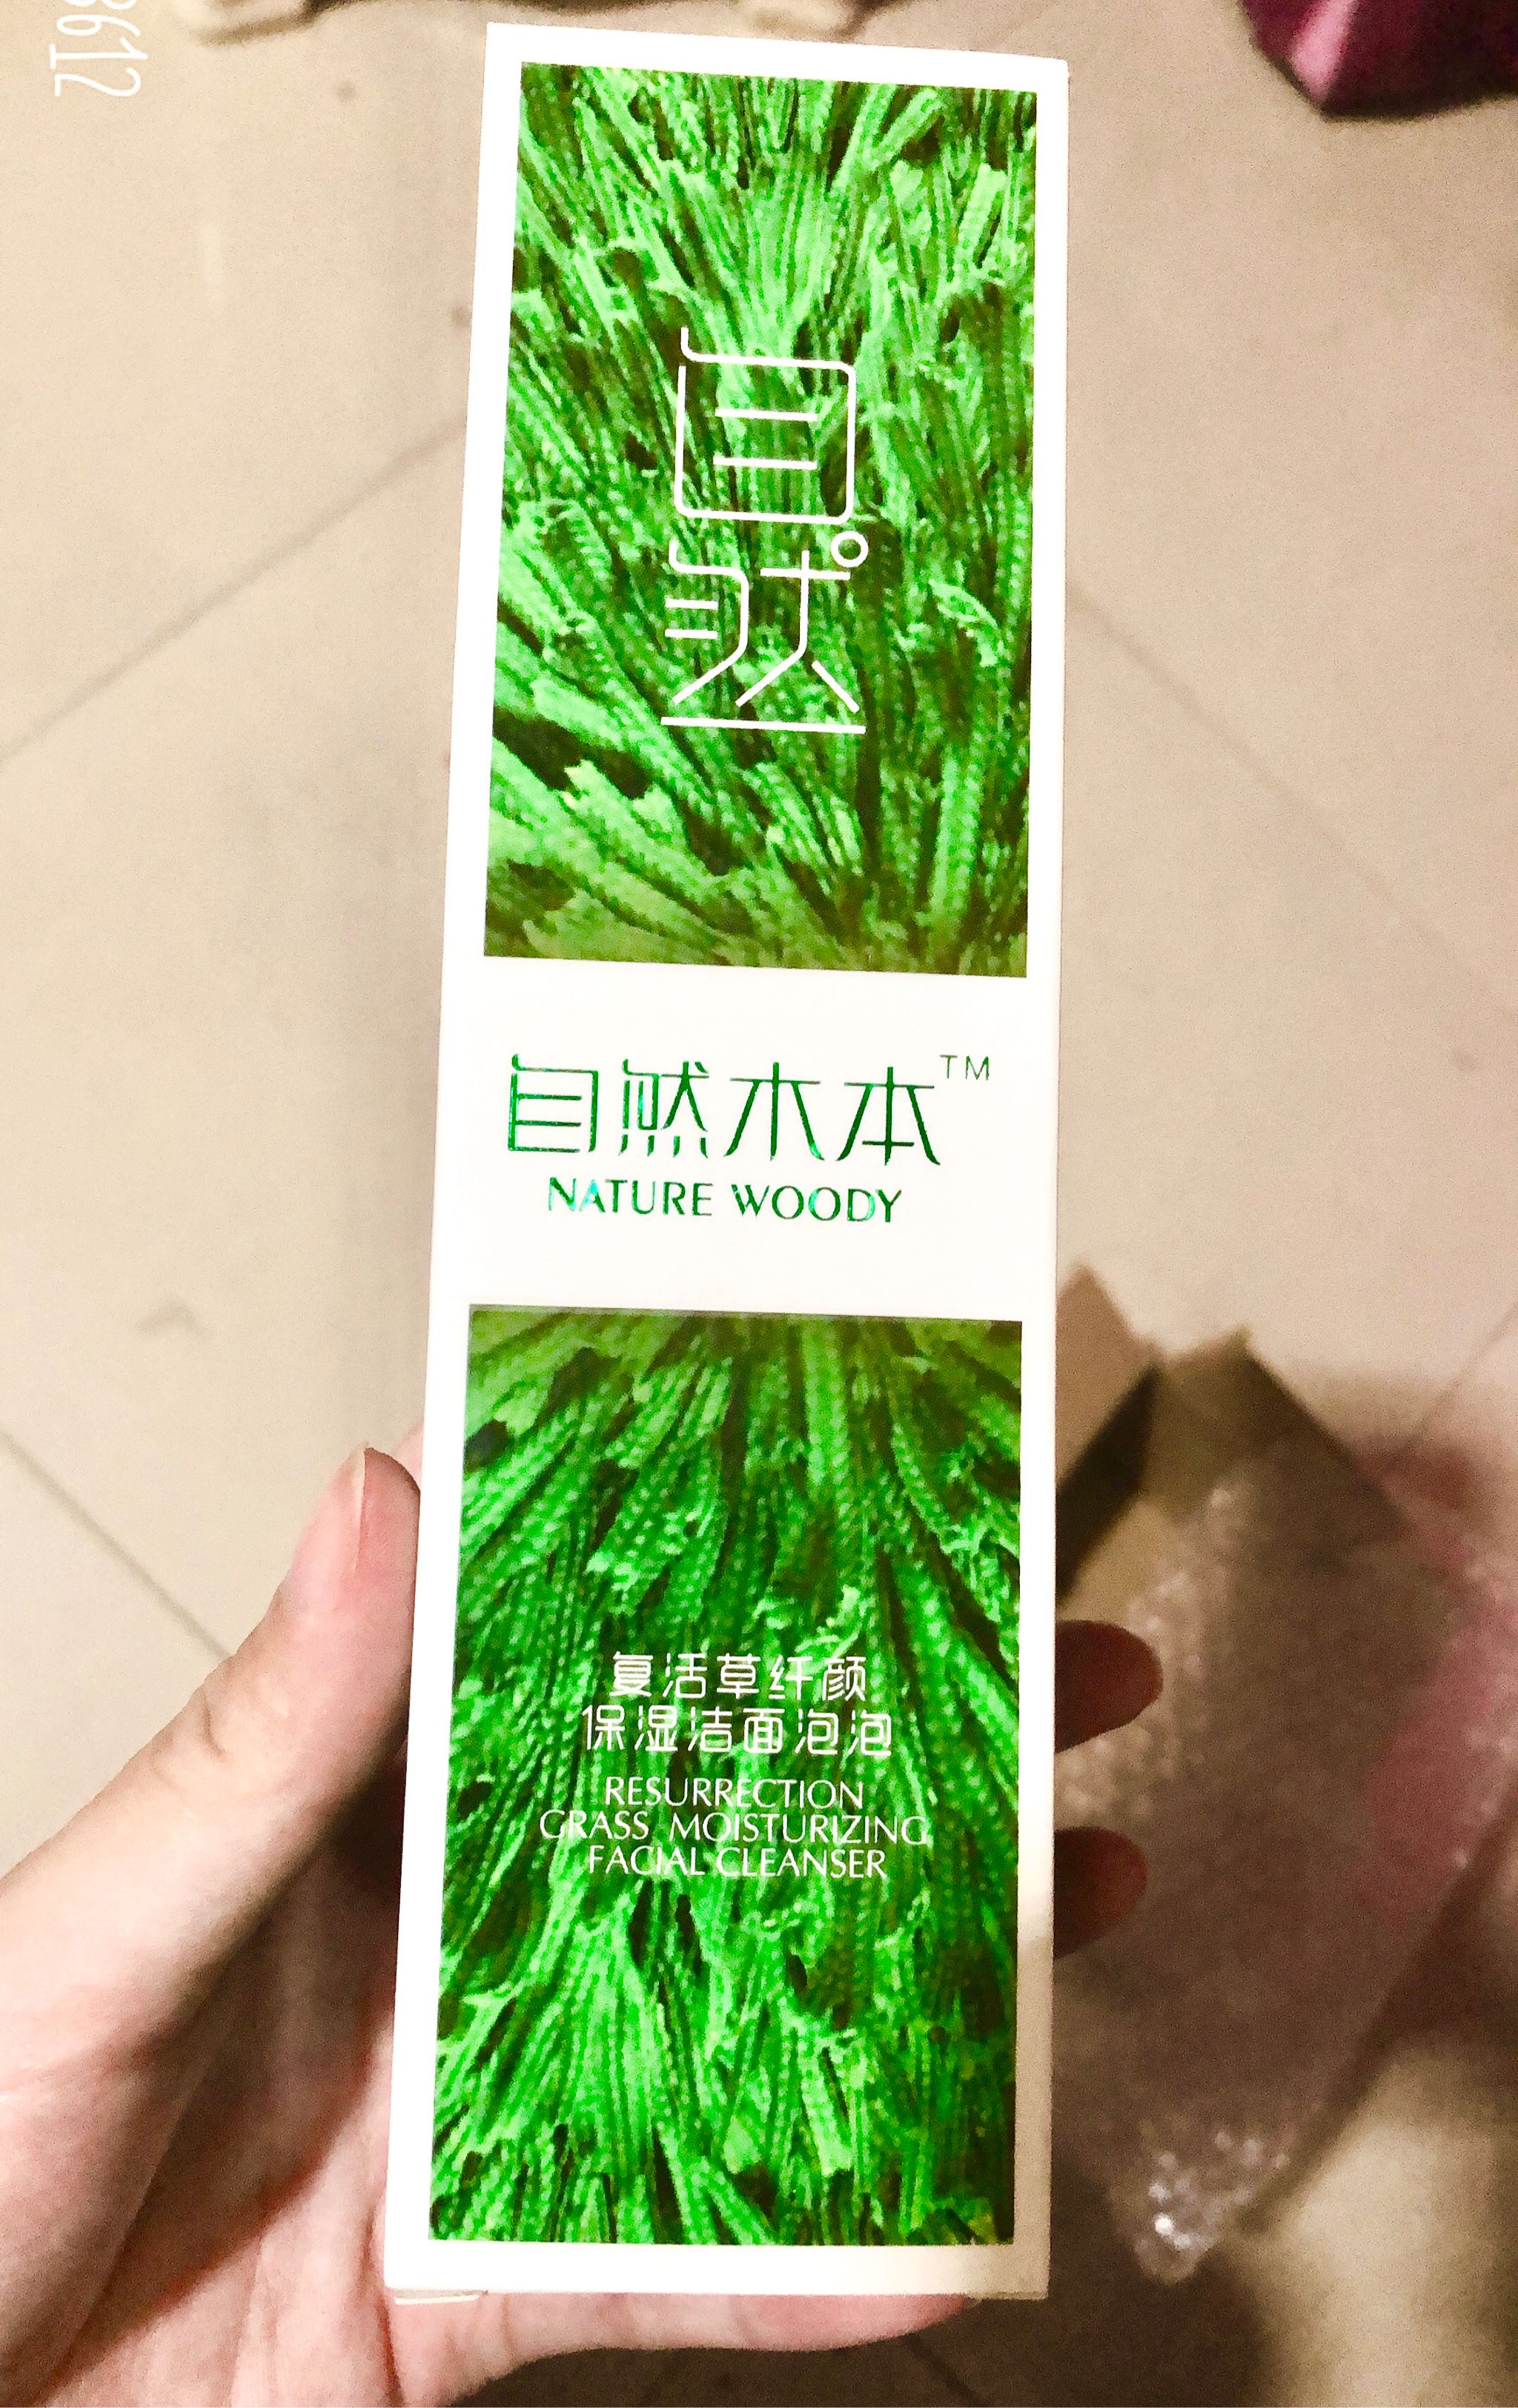 自然
自然木本™
NATURE WOODY
复活草纤颜
保湿洁面泡泡
RESURRECTION
GRASS MOISTURIZING
FACIAL CLEANSER